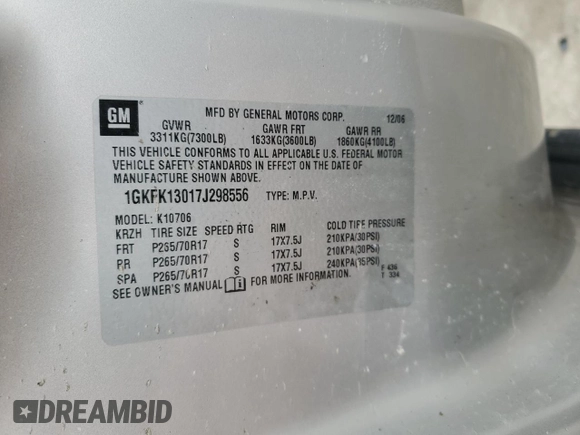 GM
MFD BY GENERAL MOTORS CORP. 12/06
GVWR GAWR FRT GAWR RR
3311KG(7300LB) 1633KG(3600LB) 1860KG(4100LB)
THIS VEHICLE CONFORMS TO ALL APPLICABLE U.S. FEDERAL MOTOR
VEHICLE SAFETY STANDARDS IN EFFECT ON THE DATE OF
MANUFACTURE SHOWN ABOVE.
1GKFK13017J298556 TYPE: M.P.V.
MODEL: K10706
KRZH TIRE SIZE SPEED RTG RIM COLD TIRE PRESSURE
FRT P265/70R17 S 17X7.5J 210KPA(30PSI)
RR P265/70R17 S 17X7.5J 210KPA(30PSI)
SPA P265/70R17 S 17X7.5J 240KPA(35PSI)
SEE OWNER'S MANUAL FOR MORE INFORMATION.
F 436
T 334
DREAMBID